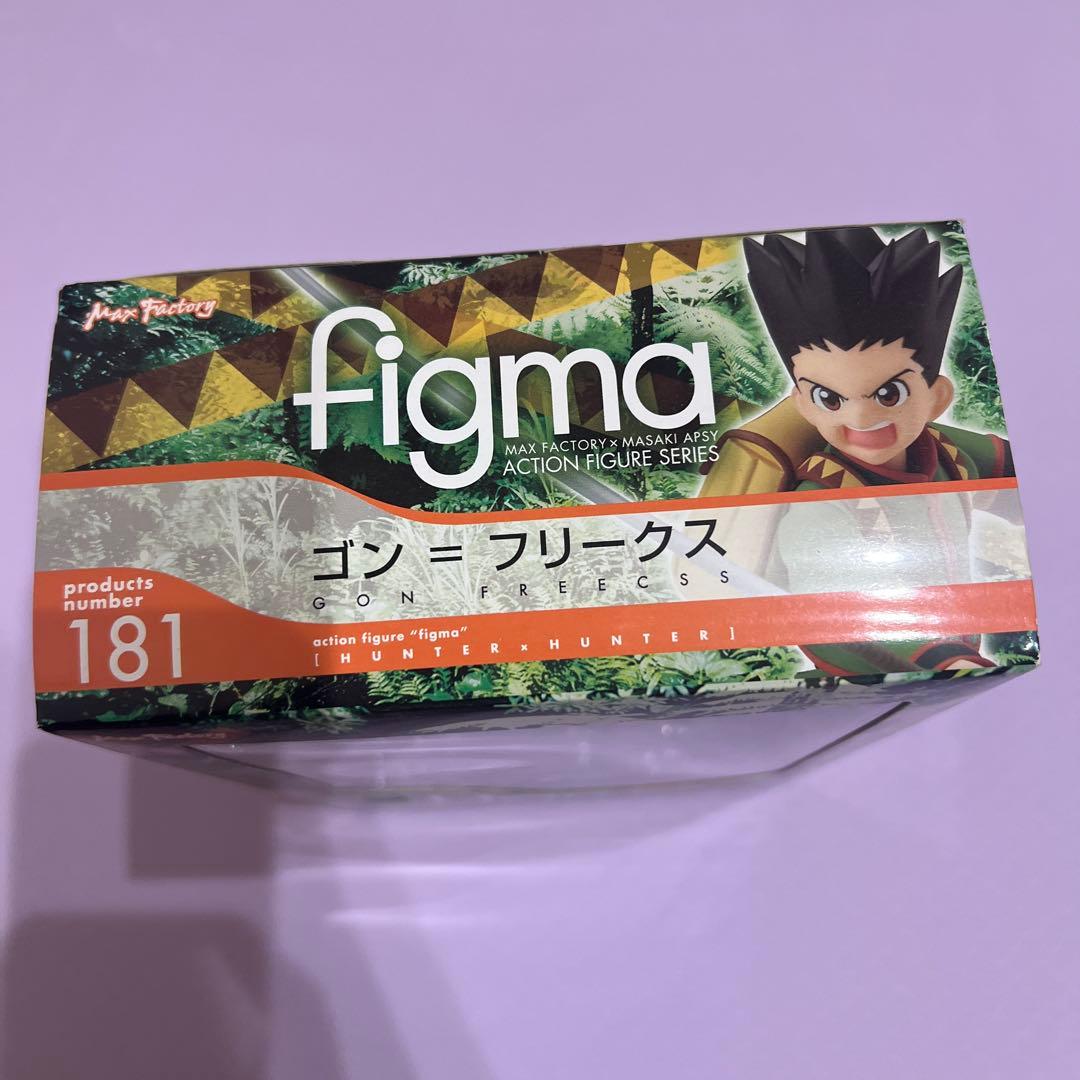 Max Factory
figma
MAX FACTORY × MASAKI APSY
ACTION FIGURE SERIES
ゴン = フリークス
GON FREECSS
products
number
181
action figure "figma"
[HUNTER × HUNTER]